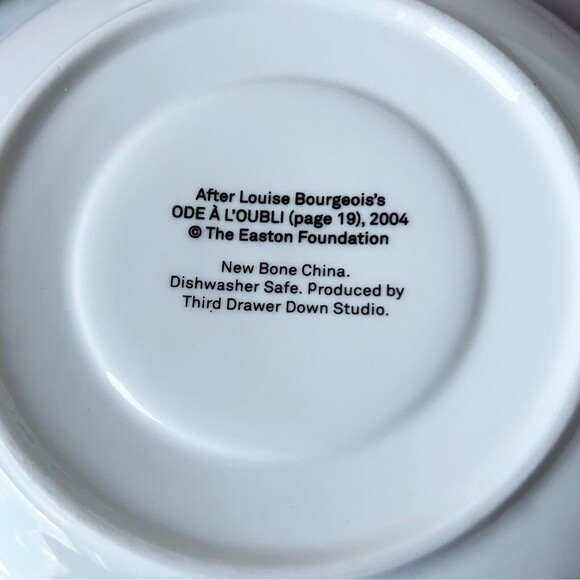 After Louise Bourgeois's
ODE À L'OUBLI (page 19), 2004
© The Easton Foundation
New Bone China.
Dishwasher Safe. Produced by
Third Drawer Down Studio.